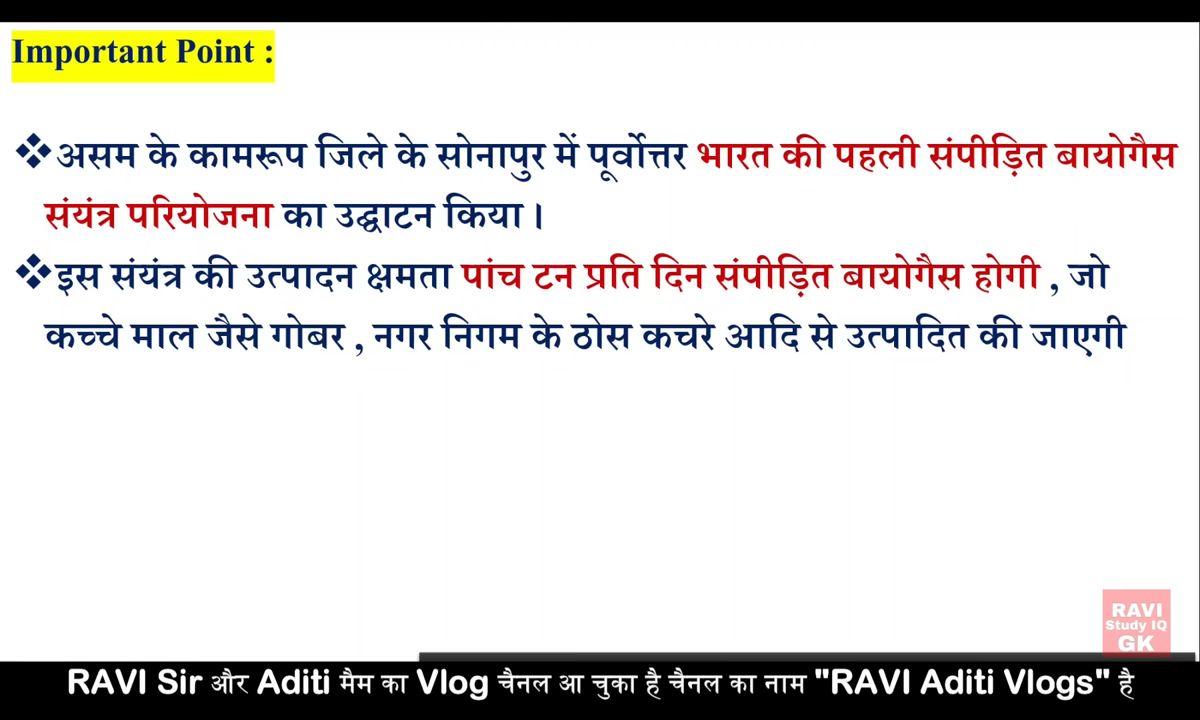 Important Point :
❖असम के कामरूप जिले के सोनापुर में पूर्वोत्तर भारत की पहली संपीड़ित बायोगैस
संयंत्र परियोजना का उद्घाटन किया।
❖इस संयंत्र की उत्पादन क्षमता पांच टन प्रति दिन संपीड़ित बायोगैस होगी , जो
कच्चे माल जैसे गोबर , नगर निगम के ठोस कचरे आदि से उत्पादित की जाएगी
RAVI
Study IQ
GK
RAVI Sir और Aditi मैम का Vlog चैनल आ चुका है चैनल का नाम "RAVI Aditi Vlogs" है